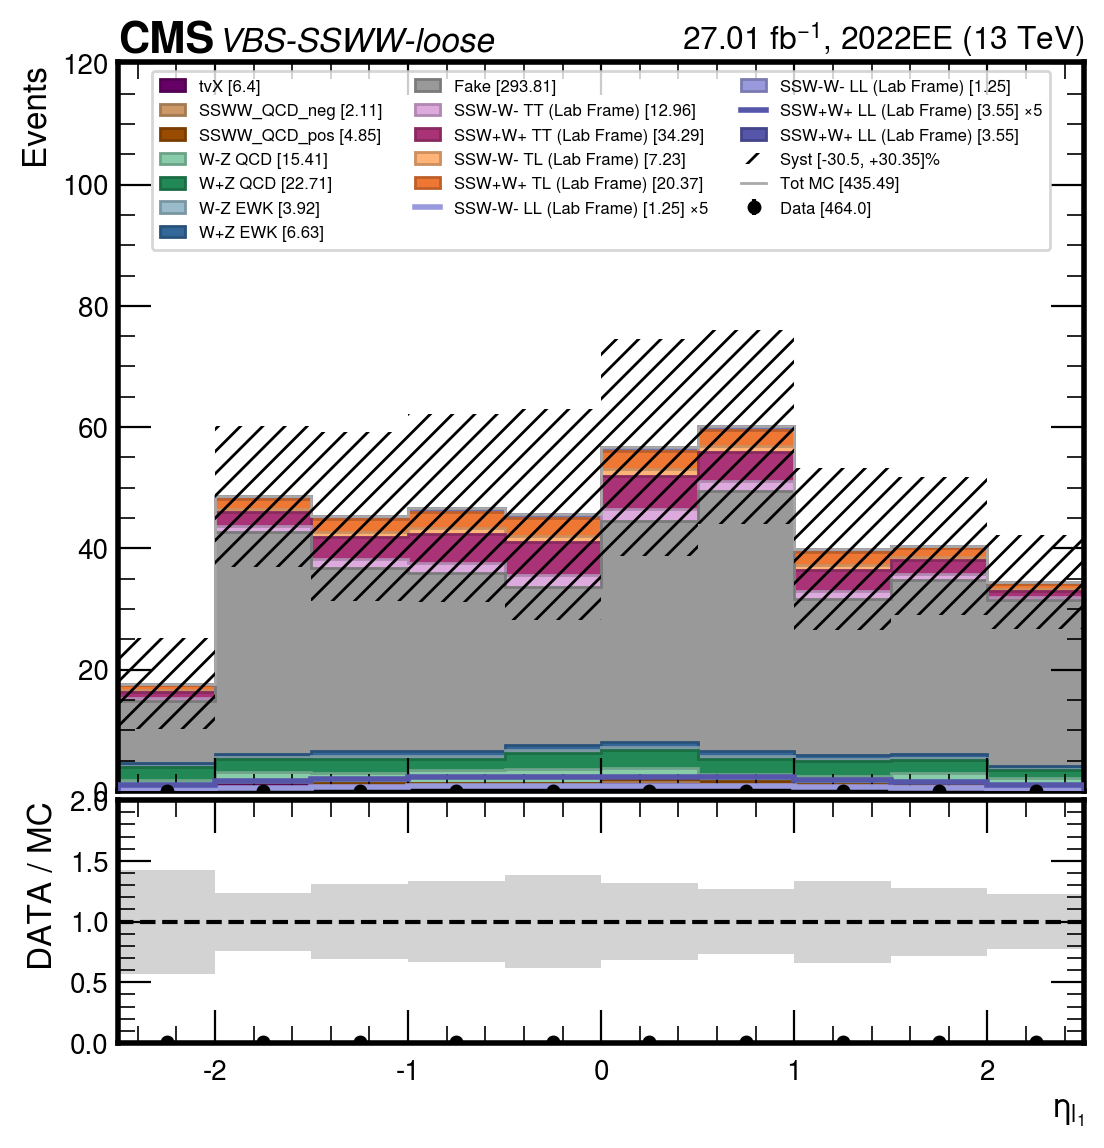 CMS VBS-SSWW-loose 27.01 fb⁻¹, 2022EE (13 TeV)
Events
120
100
80
60
40
20
0
tvX [6.4]
SSWW_QCD_neg [2.11]
SSWW_QCD_pos [4.85]
W-Z QCD [15.41]
W+Z QCD [22.71]
W-Z EWK [3.92]
W+Z EWK [6.63]
Fake [293.81]
SSW-W- TT (Lab Frame) [12.96]
SSW+W+ TT (Lab Frame) [34.29]
SSW-W- TL (Lab Frame) [7.23]
SSW+W+ TL (Lab Frame) [20.37]
SSW-W- LL (Lab Frame) [1.25] ×5
SSW-W- LL (Lab Frame) [1.25]
SSW+W+ LL (Lab Frame) [3.55] ×5
SSW+W+ LL (Lab Frame) [3.55]
Syst [-30.5, +30.35]%
Tot MC [435.49]
Data [464.0]
DATA / MC
2.0
1.5
1.0
0.5
0.0
-2 -1 0 1 2
η_l₁